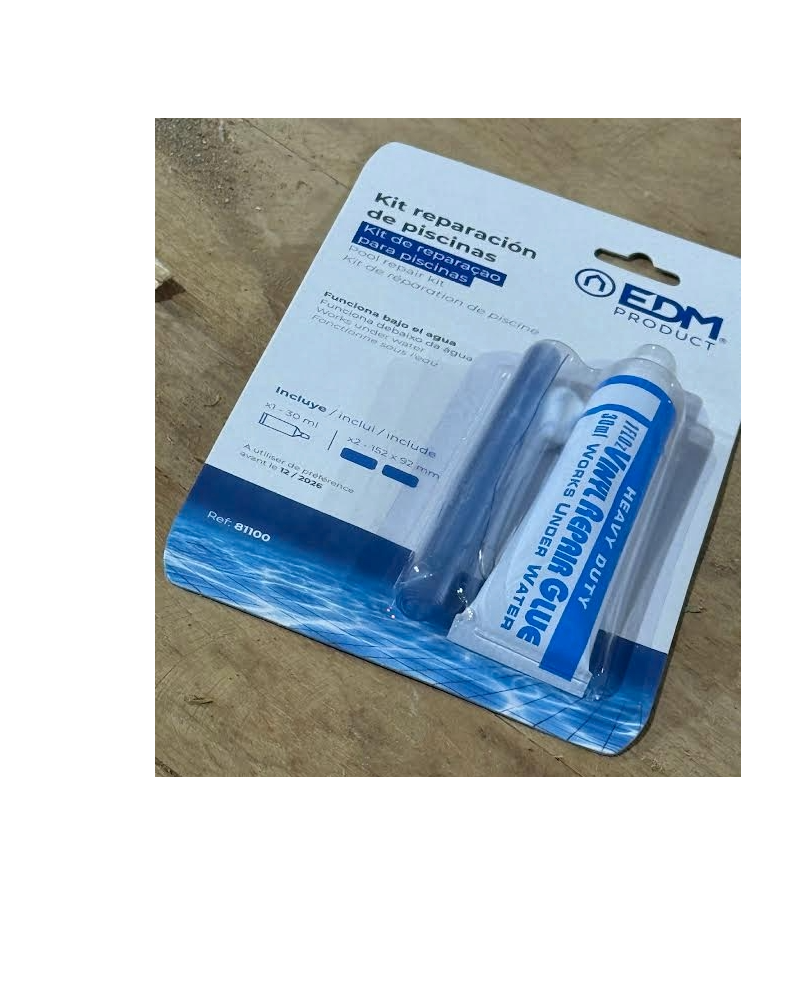 Kit reparación
de piscinas
Kit de reparaçao
para piscinas
Pool repair kit
Kit de réparation de piscine
EDM
PRODUCT
Funciona bajo el agua
Funciona debaixo da água
Works under water
Fonctionne sous l'eau
Incluye / inclui / include
x1 - 30 ml
x2 - 152 x 92 mm
A utiliser de préférence
avant le 12 / 2026
Ref: 81100
HEAVY DUTY
1FLOz VINYL REPAIR GLUE
30ml WORKS UNDER WATER